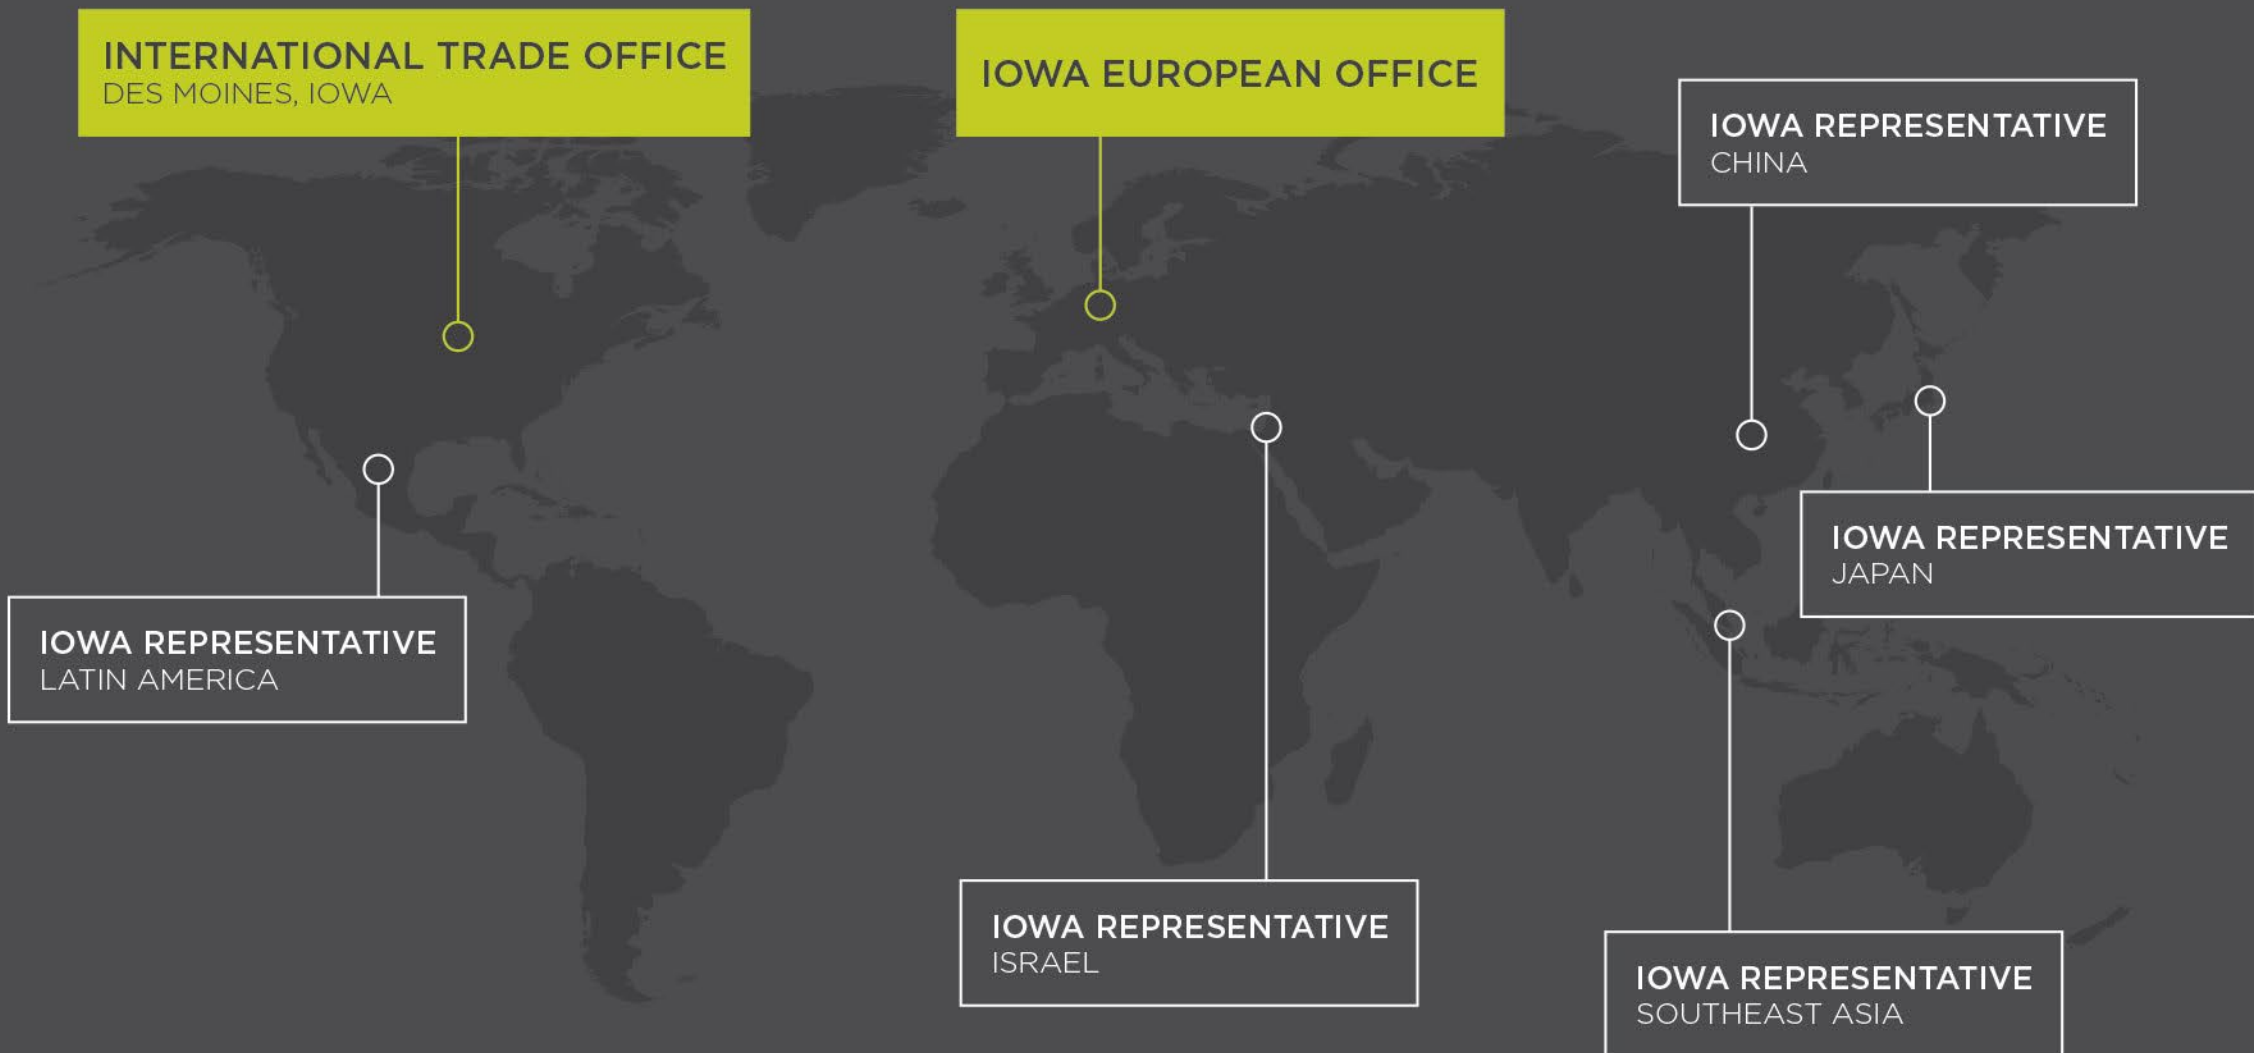 INTERNATIONAL TRADE OFFICE
DES MOINES, IOWA
IOWA EUROPEAN OFFICE
IOWA REPRESENTATIVE
CHINA
IOWA REPRESENTATIVE
JAPAN
IOWA REPRESENTATIVE
LATIN AMERICA
IOWA REPRESENTATIVE
ISRAEL
IOWA REPRESENTATIVE
SOUTHEAST ASIA